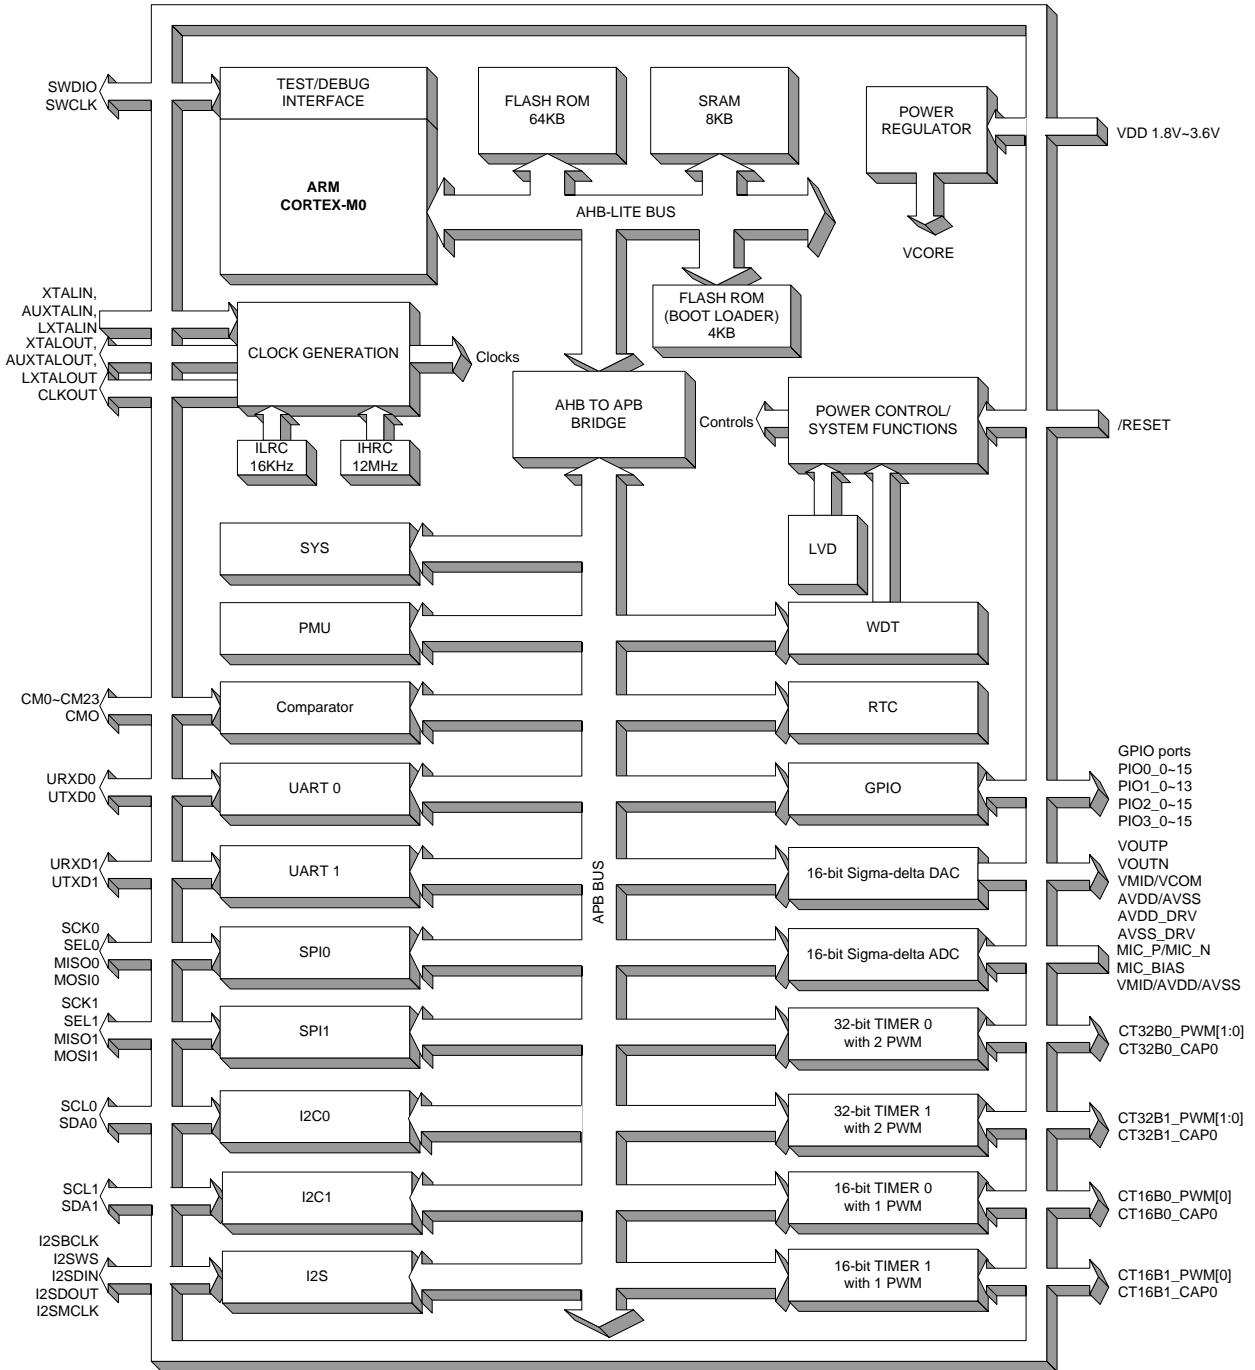 SWDIO
SWCLK
TEST/DEBUG
INTERFACE
ARM
CORTEX-M0
FLASH ROM
64KB
SRAM
8KB
POWER
REGULATOR
VDD 1.8V~3.6V
AHB-LITE BUS
VCORE
FLASH ROM
(BOOT LOADER)
4KB
XTALIN,
AUXTALIN,
LXTALIN
XTALOUT,
AUXTALOUT,
LXTALOUT
CLKOUT
CLOCK GENERATION
Clocks
ILRC
16KHz
IHRC
12MHz
AHB TO APB
BRIDGE
Controls
POWER CONTROL/
SYSTEM FUNCTIONS
/RESET
LVD
SYS
PMU
WDT
CM0~CM23
CMO
Comparator
RTC
URXD0
UTXD0
UART 0
GPIO
GPIO ports
PIO0_0~15
PIO1_0~13
PIO2_0~15
PIO3_0~15
URXD1
UTXD1
UART 1
APB BUS
16-bit Sigma-delta DAC
VOUTP
VOUTN
VMID/VCOM
AVDD/AVSS
AVDD_DRV
AVSS_DRV
SCK0
SEL0
MISO0
MOSI0
SPI0
16-bit Sigma-delta ADC
MIC_P/MIC_N
MIC_BIAS
VMID/AVDD/AVSS
SCK1
SEL1
MISO1
MOSI1
SPI1
32-bit TIMER 0
with 2 PWM
CT32B0_PWM[1:0]
CT32B0_CAP0
SCL0
SDA0
I2C0
32-bit TIMER 1
with 2 PWM
CT32B1_PWM[1:0]
CT32B1_CAP0
SCL1
SDA1
I2C1
16-bit TIMER 0
with 1 PWM
CT16B0_PWM[0]
CT16B0_CAP0
I2SBCLK
I2SWS
I2SDIN
I2SDOUT
I2SMCLK
I2S
16-bit TIMER 1
with 1 PWM
CT16B1_PWM[0]
CT16B1_CAP0